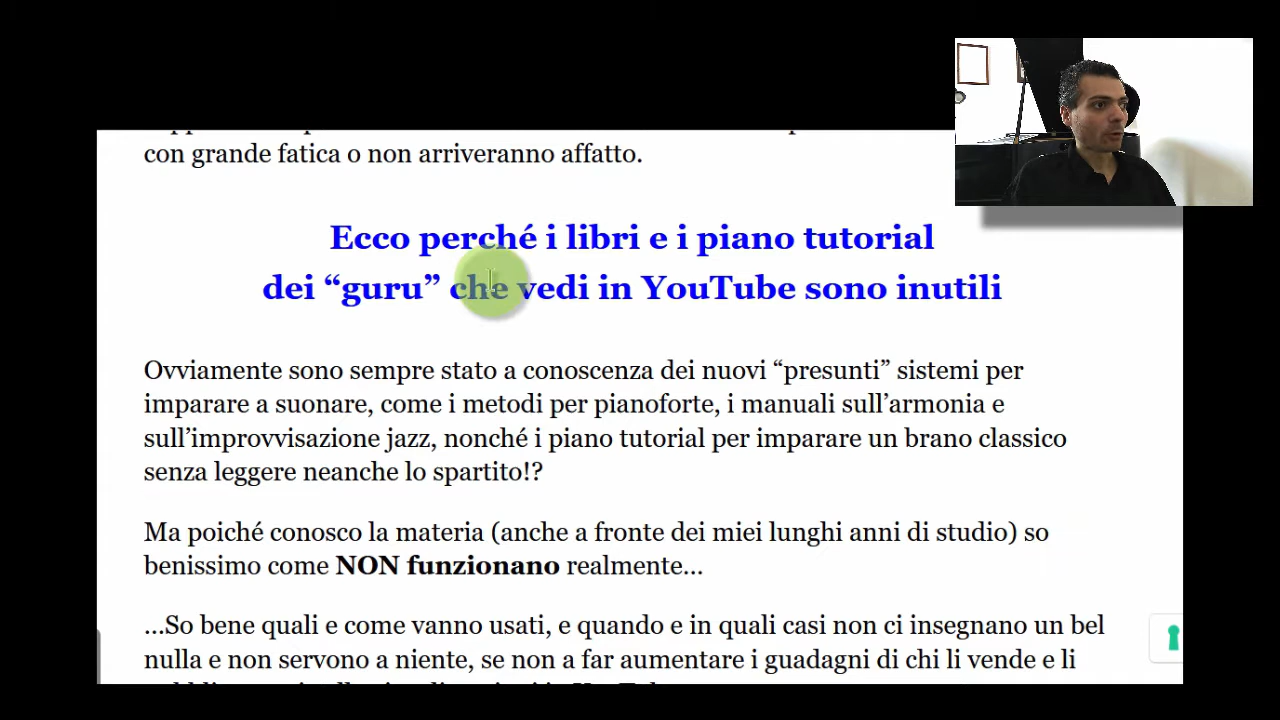 con grande fatica o non arriveranno affatto.
Ecco perché i libri e i piano tutorial
dei “guru” che vedi in YouTube sono inutili
Ovviamente sono sempre stato a conoscenza dei nuovi “presunti” sistemi per
imparare a suonare, come i metodi per pianoforte, i manuali sull’armonia e
sull’improvvisazione jazz, nonché i piano tutorial per imparare un brano classico
senza leggere neanche lo spartito!?
Ma poiché conosco la materia (anche a fronte dei miei lunghi anni di studio) so
benissimo come NON funzionano realmente…
…So bene quali e come vanno usati, e quando e in quali casi non ci insegnano un bel
nulla e non servono a niente, se non a far aumentare i guadagni di chi li vende e li